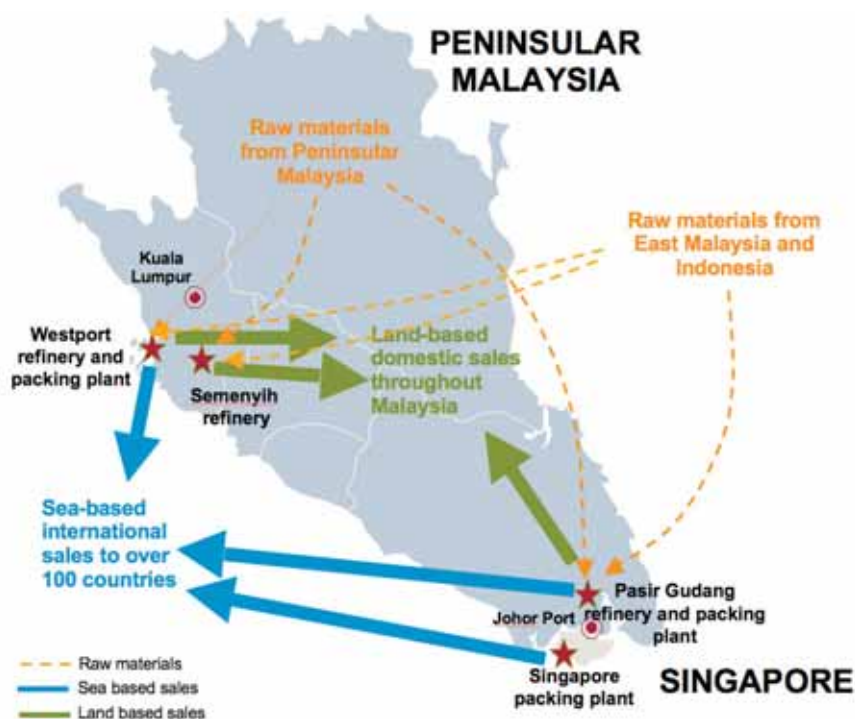 PENINSULAR
MALAYSIA
Raw materials
from Peninsular
Malaysia
Raw materials from
East Malaysia and
Indonesia
Kuala
Lumpur
Westport
refinery and
packing plant
Land-based
domestic sales
throughout
Malaysia
Semenyih
refinery
Sea-based
international
sales to over
100 countries
Pasir Gudang
refinery and packing
plant
Johor Port
Singapore
packing plant
SINGAPORE
Raw materials
Sea based sales
Land based sales